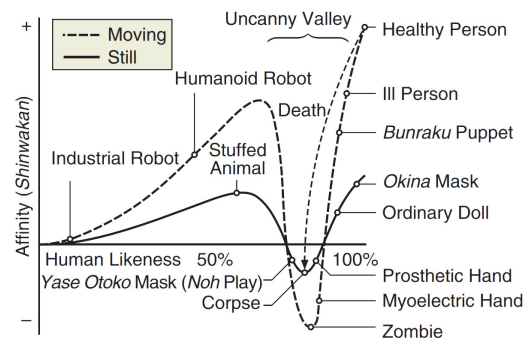 +
Uncanny Valley
Moving
Still
Healthy Person
Humanoid Robot
Death
Ill Person
Bunraku Puppet
Stuffed
Animal
Industrial Robot
Okina Mask
Ordinary Doll
Affinity (Shinwakan)
Human Likeness 50% 100%
Yase Otoko Mask (Noh Play)
Prosthetic Hand
Corpse
Myoelectric Hand
–
Zombie